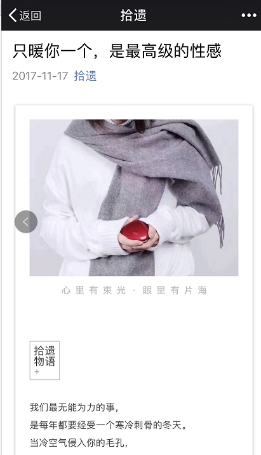 返回
拾遗
只暖你一个，是最高级的性感
2017-11-17 拾遗
心里有束光 · 眼里有片海
拾遗
物语
+
我们最无能为力的事，
是每年都要经受一个寒冷刺骨的冬天。
当冷空气侵入你的毛孔，